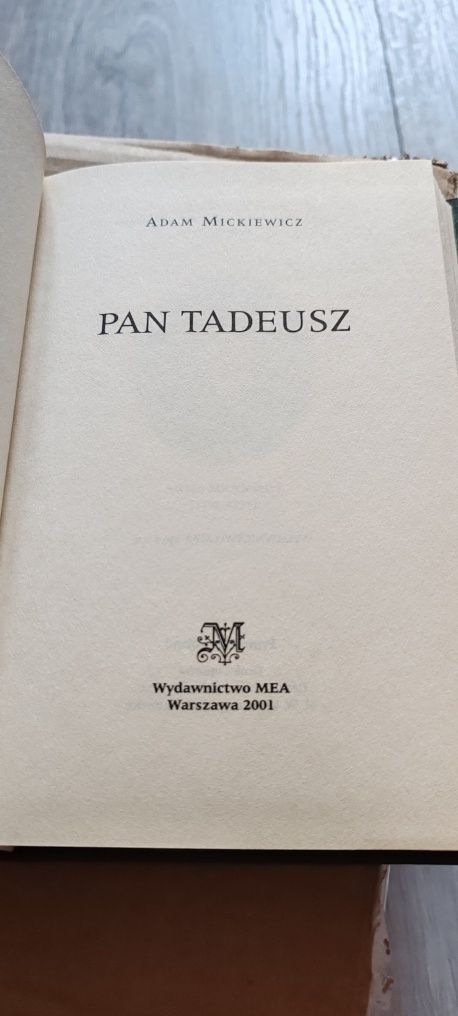 ADAM MICKIEWICZ
PAN TADEUSZ
M
Wydawnictwo MEA
Warszawa 2001